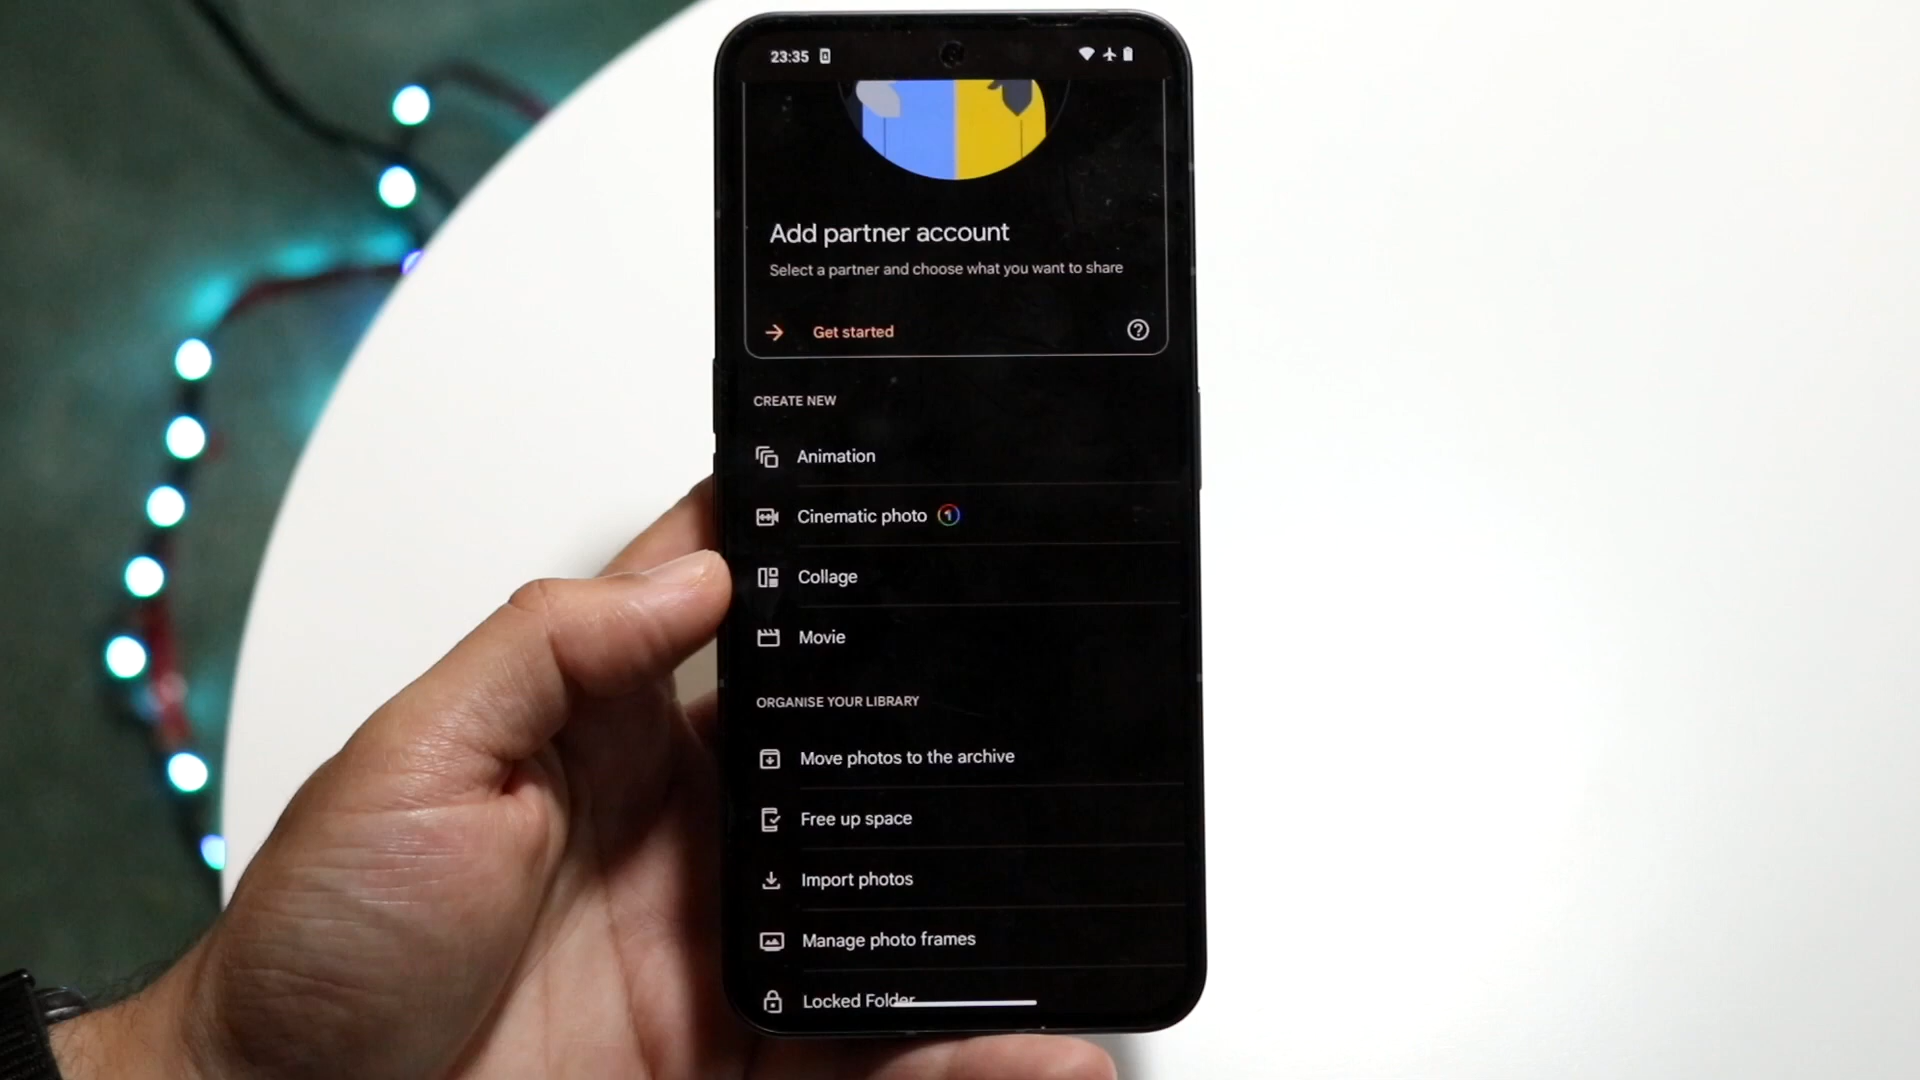 23:35
Add partner account
Select a partner and choose what you want to share
Get started
CREATE NEW
Animation
Cinematic photo
Collage
Movie
ORGANISE YOUR LIBRARY
Move photos to the archive
Free up space
Import photos
Manage photo frames
Locked Folder